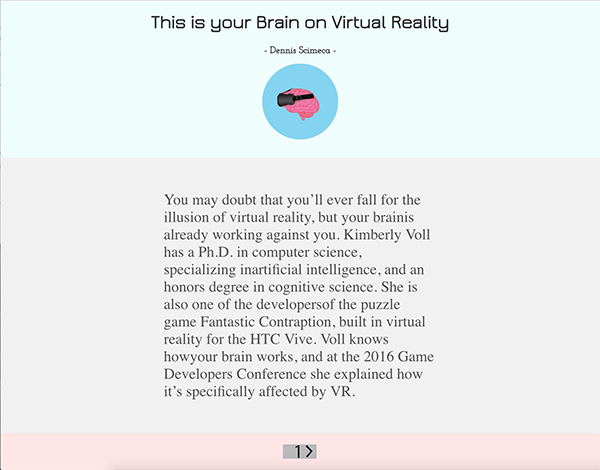 This is your Brain on Virtual Reality
- Dennis Scimeca -
You may doubt that you’ll ever fall for the
illusion of virtual reality, but your brainis
already working against you. Kimberly Voll
has a Ph.D. in computer science,
specializing inartificial intelligence, and an
honors degree in cognitive science. She is
also one of the developersof the puzzle
game Fantastic Contraption, built in virtual
reality for the HTC Vive. Voll knows
howyour brain works, and at the 2016 Game
Developers Conference she explained how
it’s specifically affected by VR.
1>